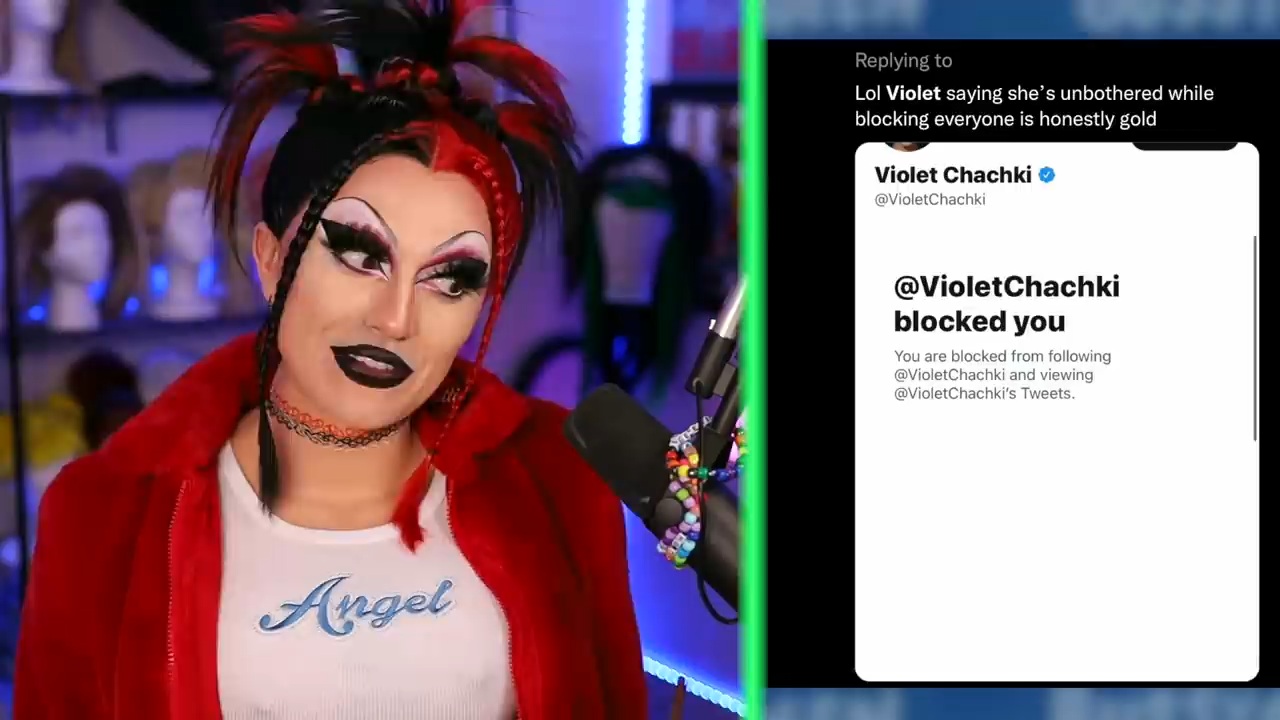 Angel
Replying to
Lol Violet saying she's unbothered while
blocking everyone is honestly gold
Violet Chachki
@VioletChachki
@VioletChachki
blocked you
You are blocked from following
@VioletChachki and viewing
@VioletChachki's Tweets.